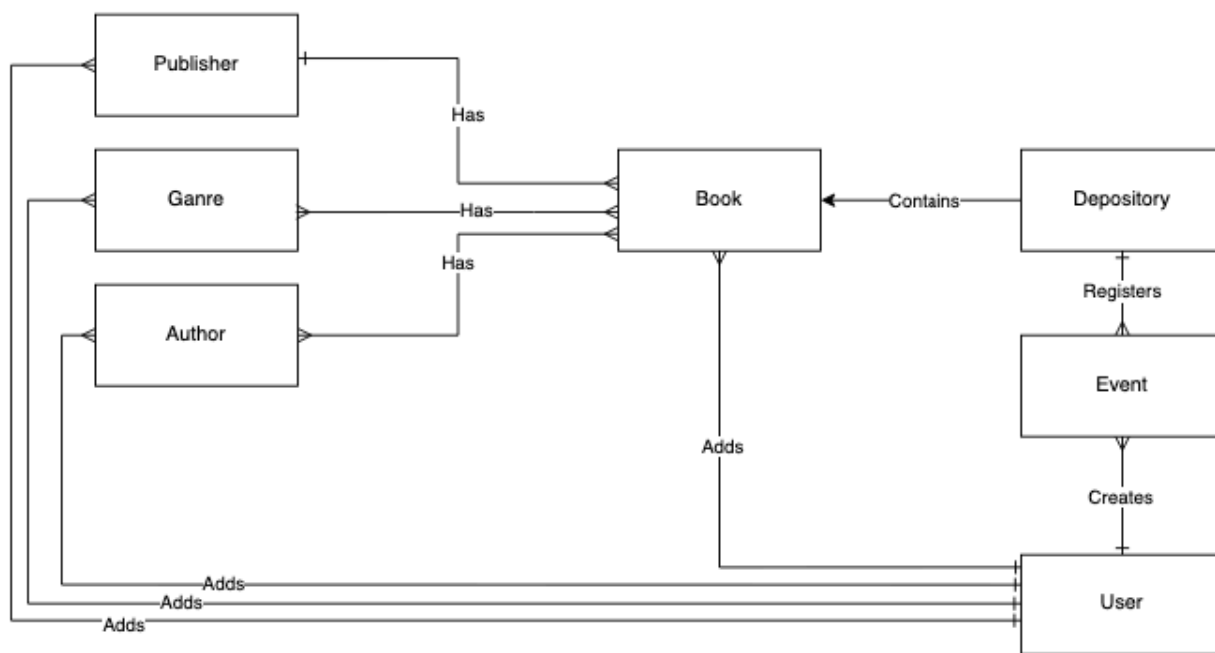 Publisher
Has
Ganre
Has
Book
Contains
Depository
Has
Registers
Author
Event
Adds
Creates
Adds
Adds
Adds
User